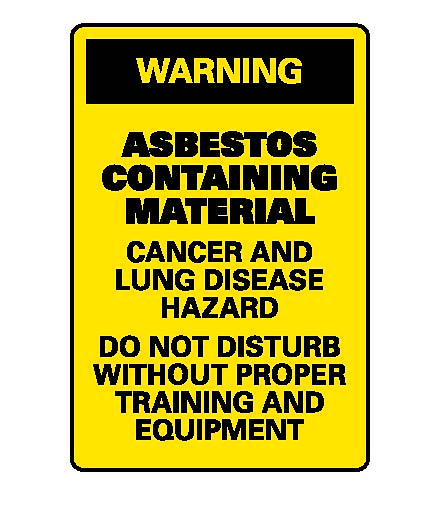 WARNING
ASBESTOS
CONTAINING
MATERIAL
CANCER AND
LUNG DISEASE
HAZARD
DO NOT DISTURB
WITHOUT PROPER
TRAINING AND
EQUIPMENT